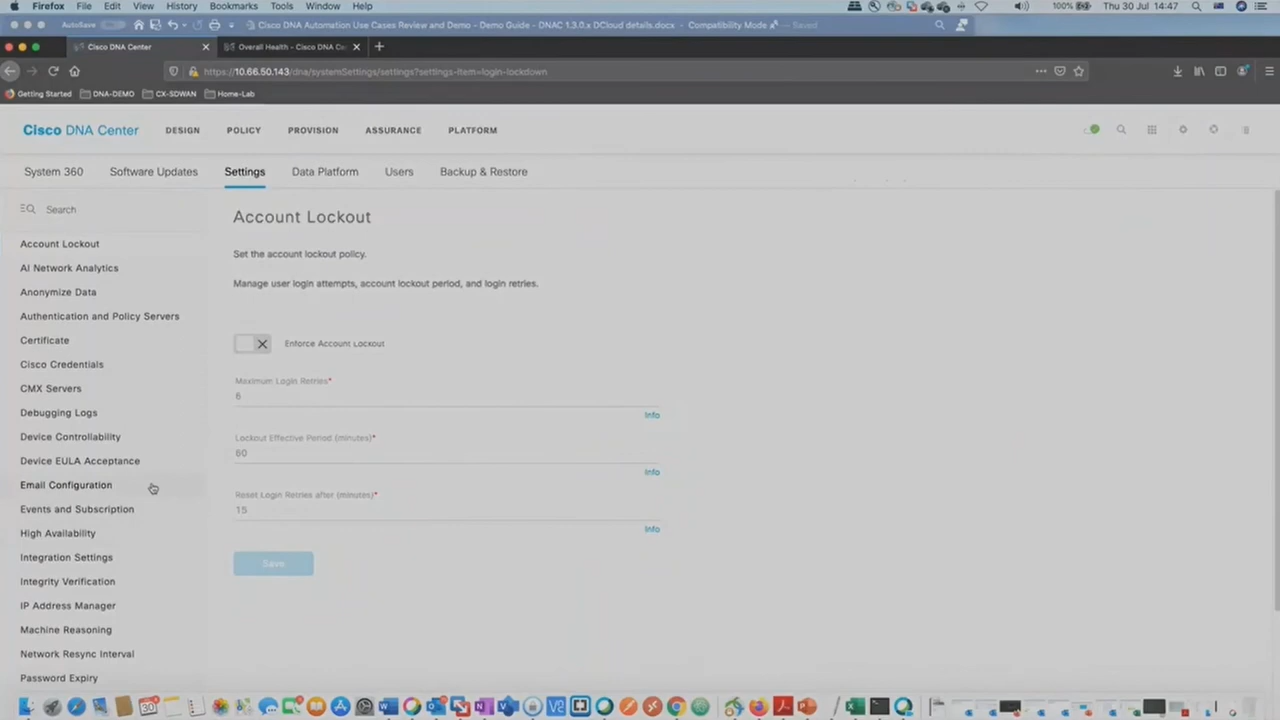 Firefox File Edit View History Bookmarks Tools Window Help 100% Thu 30 Jul 14:47
AutoSave Cisco DNA Automation Use Cases Review and Demo - Demo Guide - DNAC 1.3.0.x DCloud details.docx - Compatibility Mode — Saved
Cisco DNA Center Overall Health - Cisco DNA Ce
https://10.66.50.143/dna/systemSettings/settings?settings-item=login-lockdown
Getting Started DNA-DEMO CX-SDWAN Home-Lab
Cisco DNA Center DESIGN POLICY PROVISION ASSURANCE PLATFORM
System 360 Software Updates Settings Data Platform Users Backup & Restore
Search
Account Lockout
AI Network Analytics
Anonymize Data
Authentication and Policy Servers
Certificate
Cisco Credentials
CMX Servers
Debugging Logs
Device Controllability
Device EULA Acceptance
Email Configuration
Events and Subscription
High Availability
Integration Settings
Integrity Verification
IP Address Manager
Machine Reasoning
Network Resync Interval
Password Expiry
Account Lockout
Set the account lockout policy.
Manage user login attempts, account lockout period, and login retries.
Enforce Account Lockout
Maximum Login Retries*
6
Info
Lockout Effective Period (minutes)*
60
Info
Reset Login Retries after (minutes)*
15
Info
Save